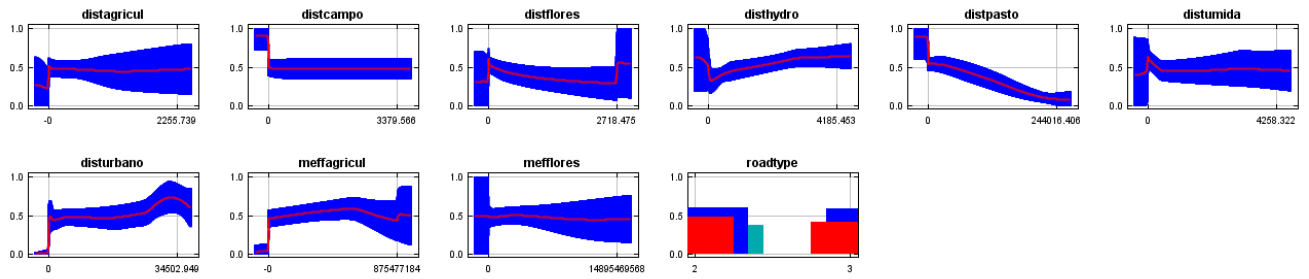 distagricul distcampo distflores disthydro distpasto distumida
1.0 1.0 1.0 1.0 1.0 1.0
0.5 0.5 0.5 0.5 0.5 0.5
0.0 0.0 0.0 0.0 0.0 0.0
-0 2255.739 0 3379.566 0 2718.475 0 4185.453 0 244016.406 0 4258.322
disturbano meffagricul mefflores roadtype
1.0 1.0 1.0 1.0
0.5 0.5 0.5 0.5
0.0 0.0 0.0 0.0
0 34502.949 -0 875477184 0 14895469568 2 3